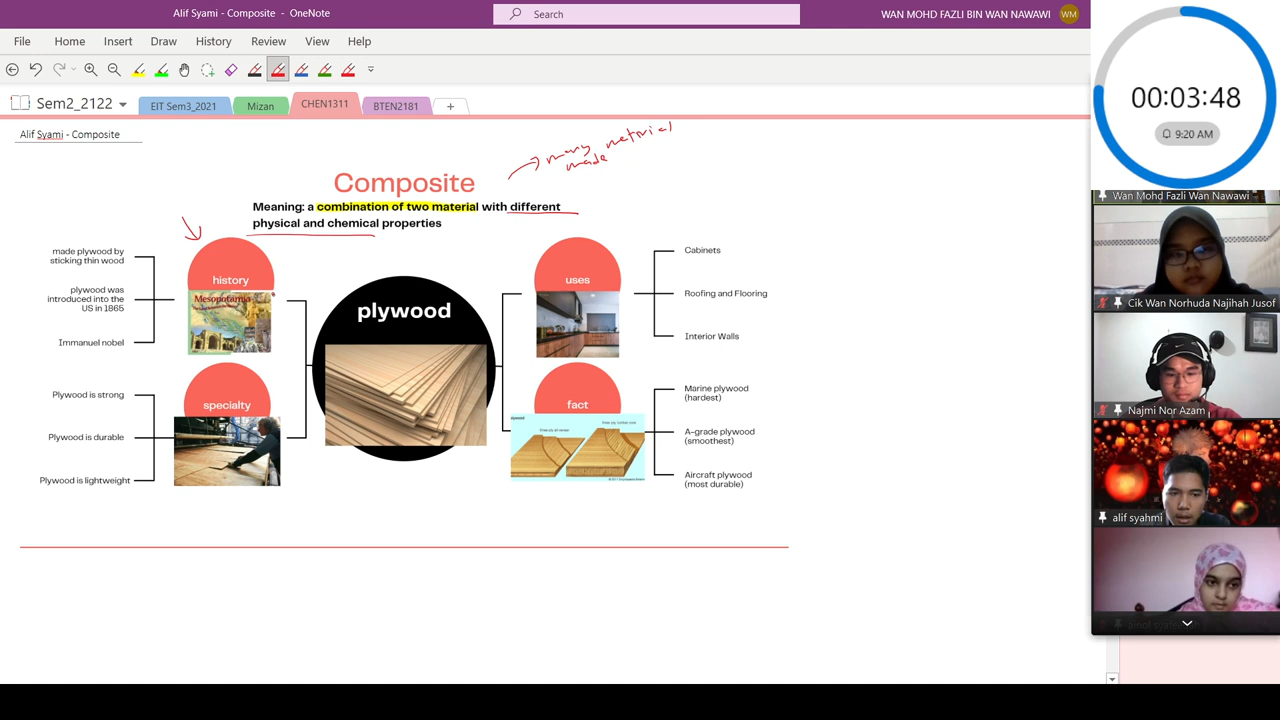 Alif Syami - Composite - OneNote
Search
WAN MOHD FAZLI BIN WAN NAWAWI WM
File Home Insert Draw History Review View Help
Sem2_2122
EIT Sem3_2021
Mizan
CHEN1311
BTEN2181
+
Alif Syami - Composite
many material
made
Composite
Meaning: a combination of two material with different
physical and chemical properties
history
Mesopotamia
made plywood by
sticking thin wood
plywood was
introduced into the
US in 1865
Immanuel nobel
specialty
Plywood is strong
Plywood is durable
Plywood is lightweight
plywood
uses
Cabinets
Roofing and Flooring
Interior Walls
fact
Marine plywood
(hardest)
A-grade plywood
(smoothest)
Aircraft plywood
(most durable)
00:03:48
9:20 AM
Wan Mohd Fazli Wan Nawawi
Cik Wan Norhuda Najihah Jusof
Najmi Nor Azam
alif syahmi